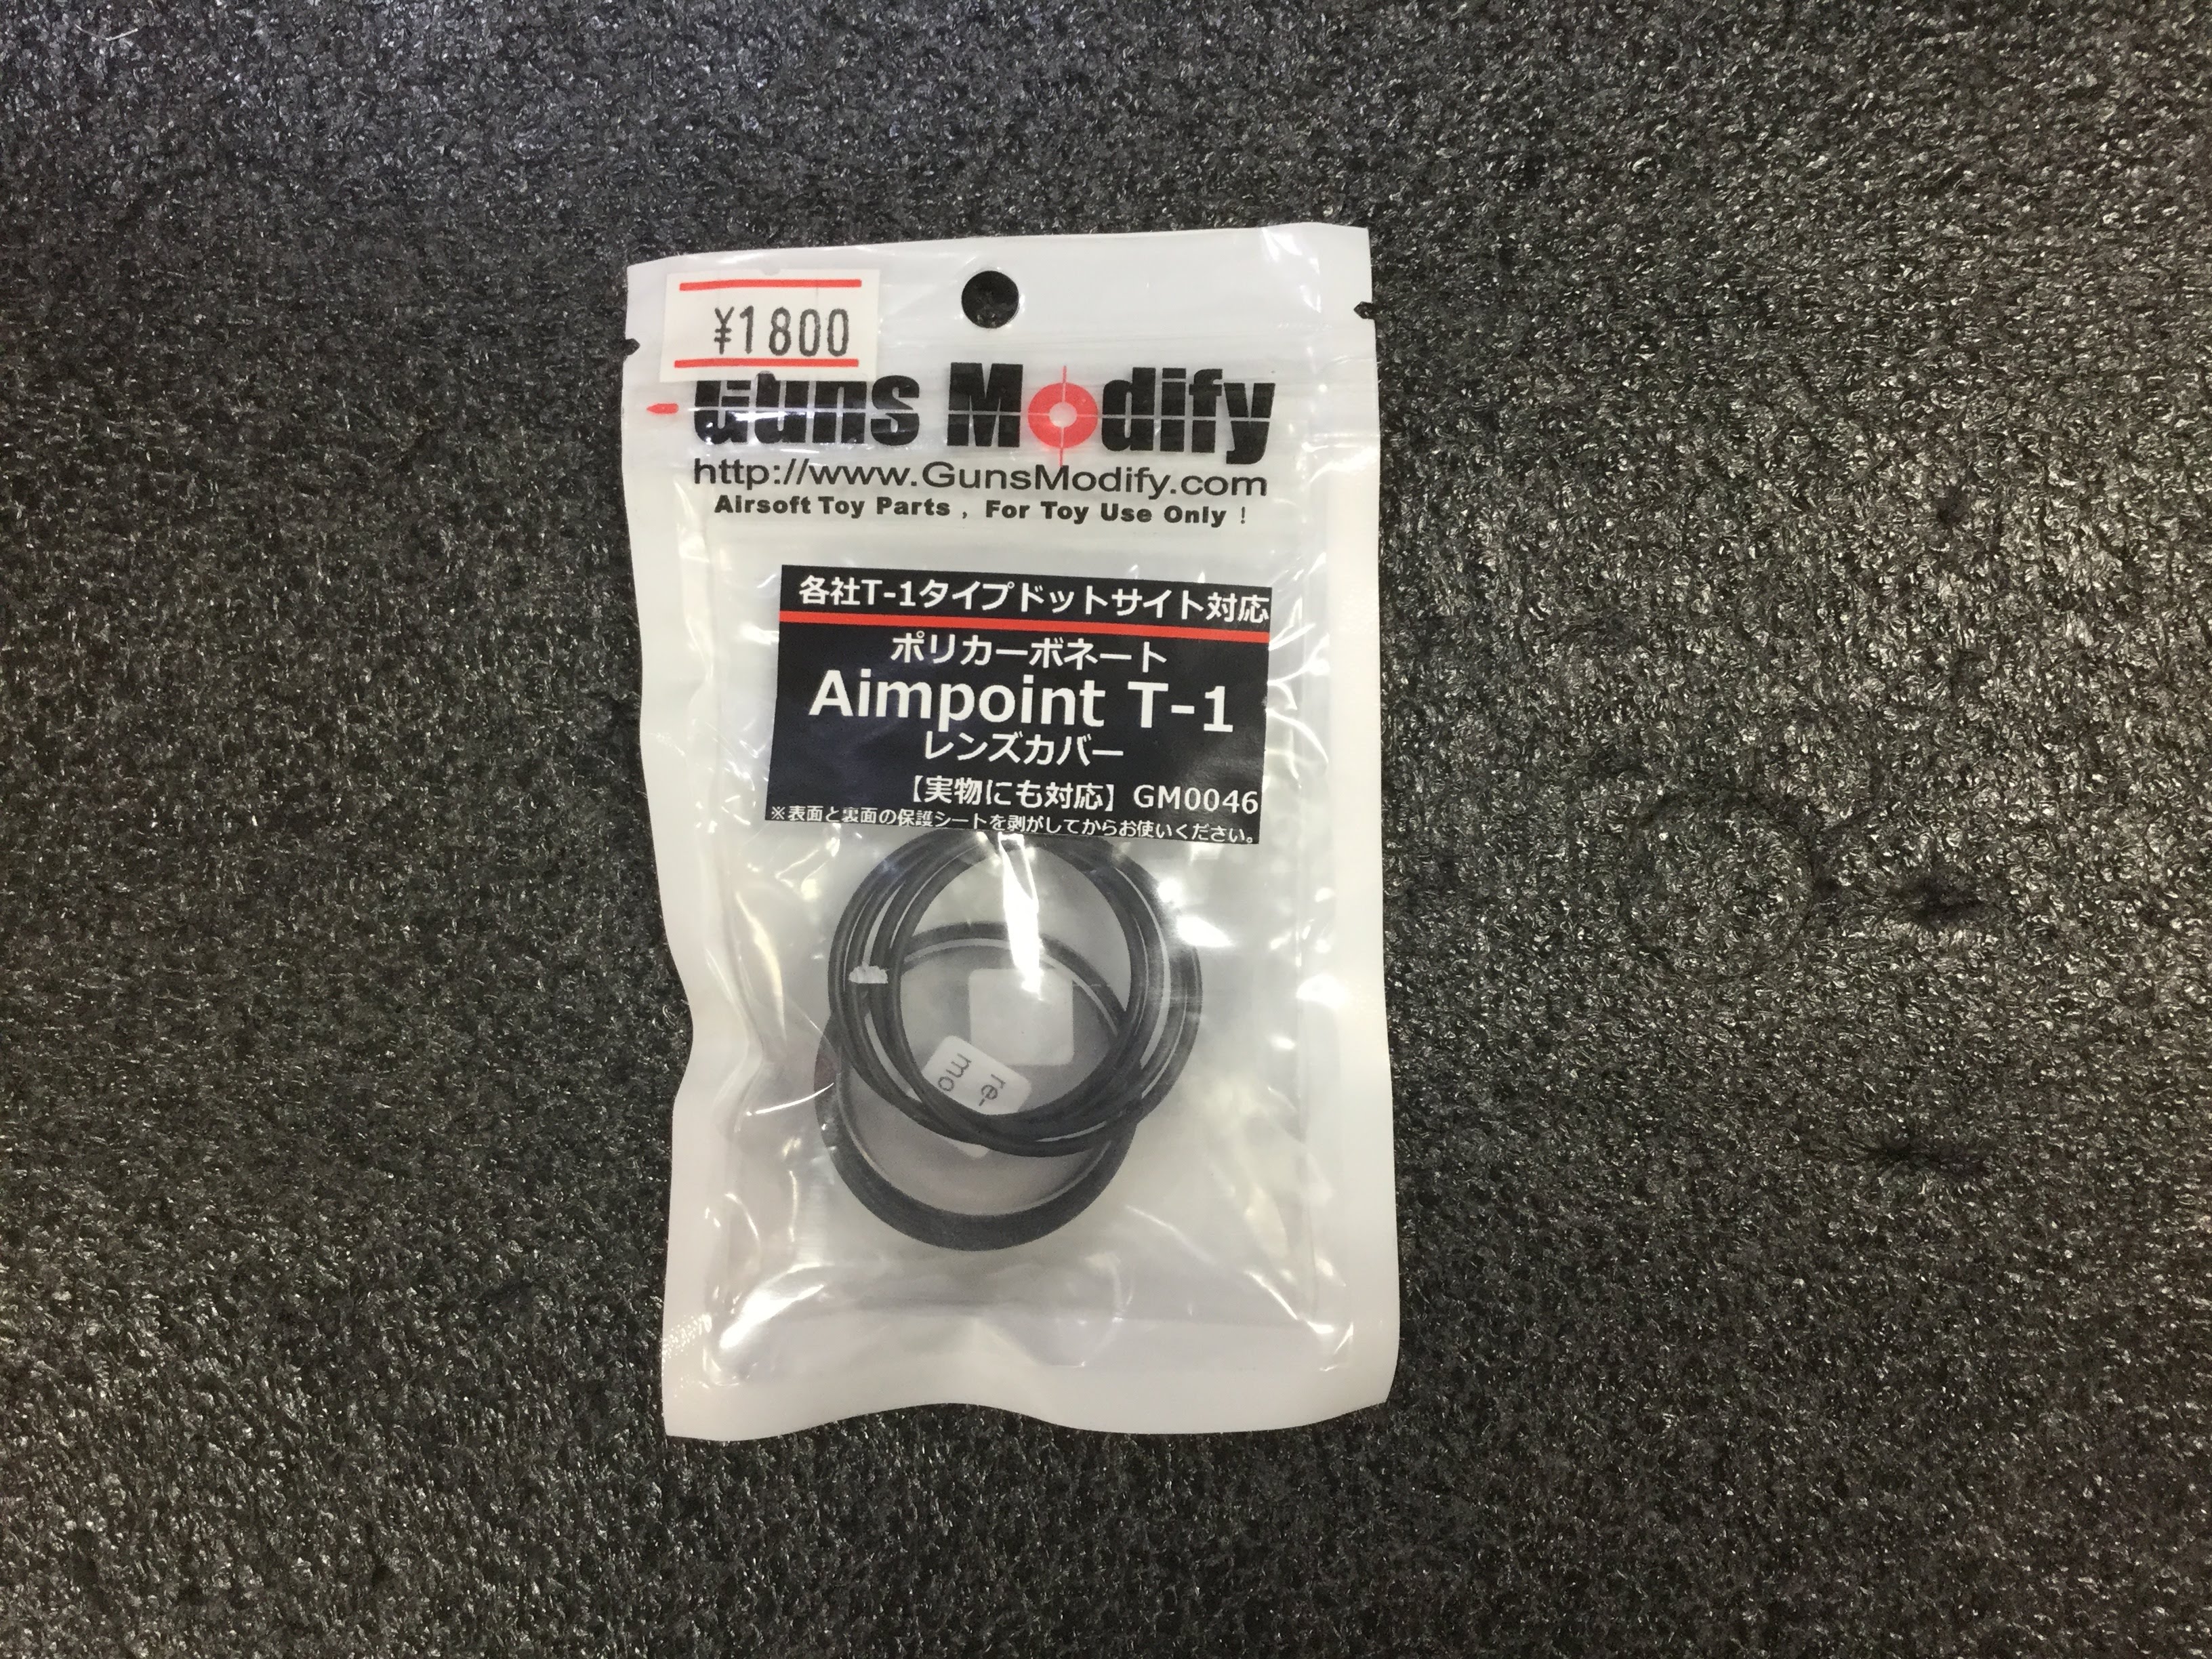 ¥1800
Guns Modify
http://www.GunsModify.com
Airsoft Toy Parts , For Toy Use Only !
各社T-1タイプドットサイト対応
ポリカーボネート
Aimpoint T-1
レンズカバー
【実物にも対応】GM0046
※表面と裏面の保護シートを剥がしてからお使いください。
re-
mo